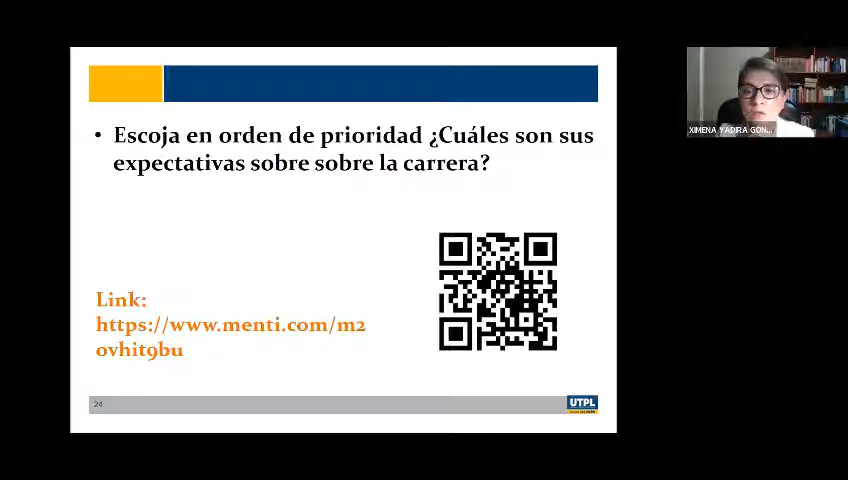 • Escoja en orden de prioridad ¿Cuáles son sus
expectativas sobre sobre la carrera?
Link:
https://www.menti.com/m2
ovhit9bu
24
UTPL
XIMENA YADIRA GON...